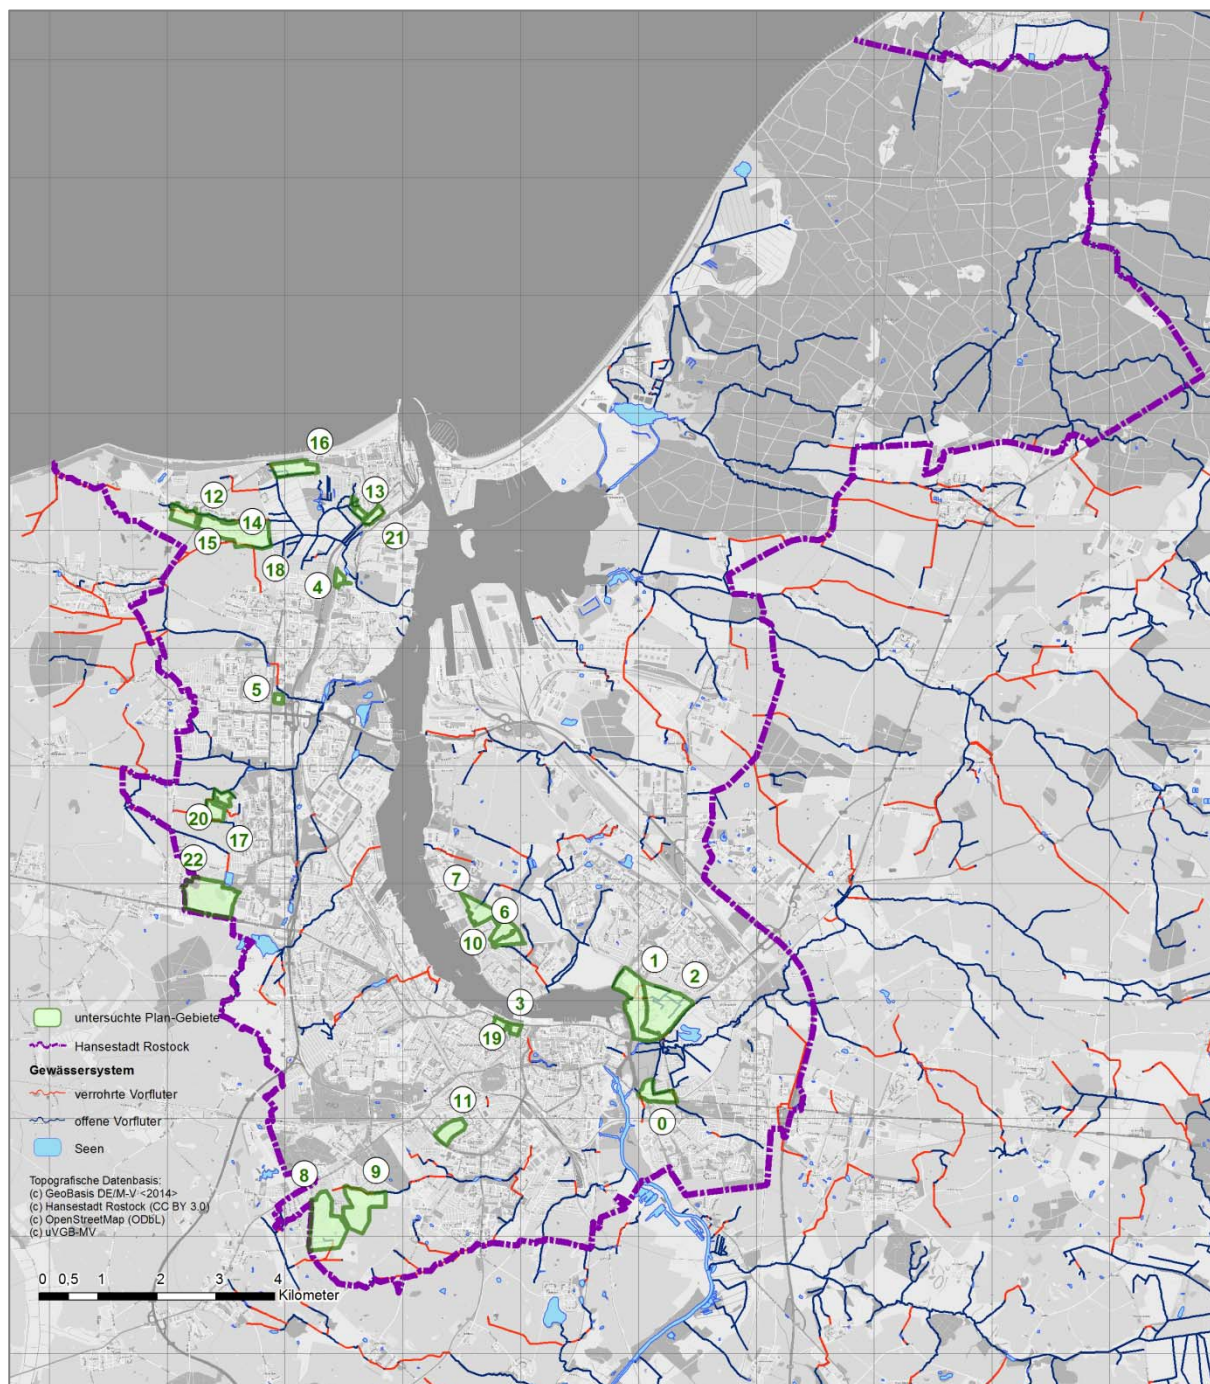 16
12
13
14
21
15
18
4
5
20
17
22
7
6
10
1
2
3
19
11
0
8
9
untersuchte Plan-Gebiete
Hansestadt Rostock
Gewässersystem
verrohrte Vorfluter
offene Vorfluter
Seen
Topografische Datenbasis:
(c) GeoBasis DE/M-V <2014>
(c) Hansestadt Rostock (CC BY 3.0)
(c) OpenStreetMap (ODbL)
(c) uVGB-MV
0 0,5 1 2 3 4
Kilometer